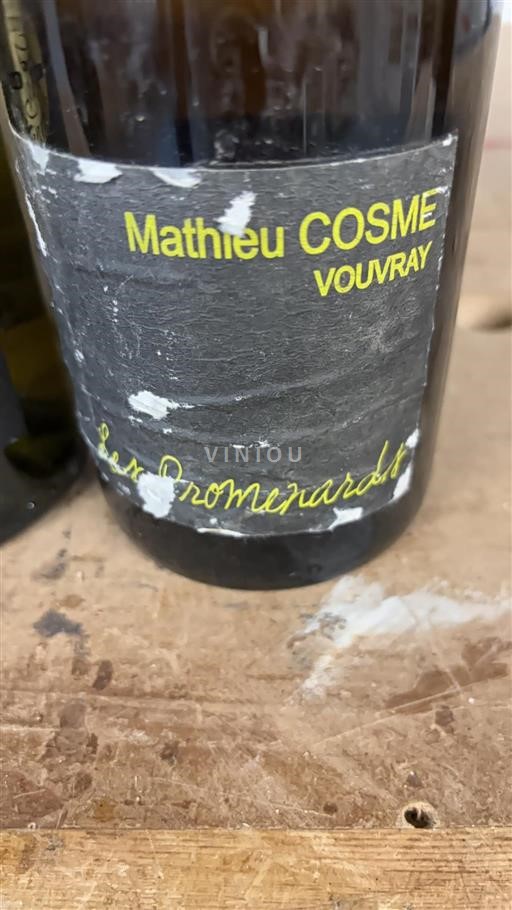 Mathieu COSME
VOUVRAY
Les Promenards
VINIOU